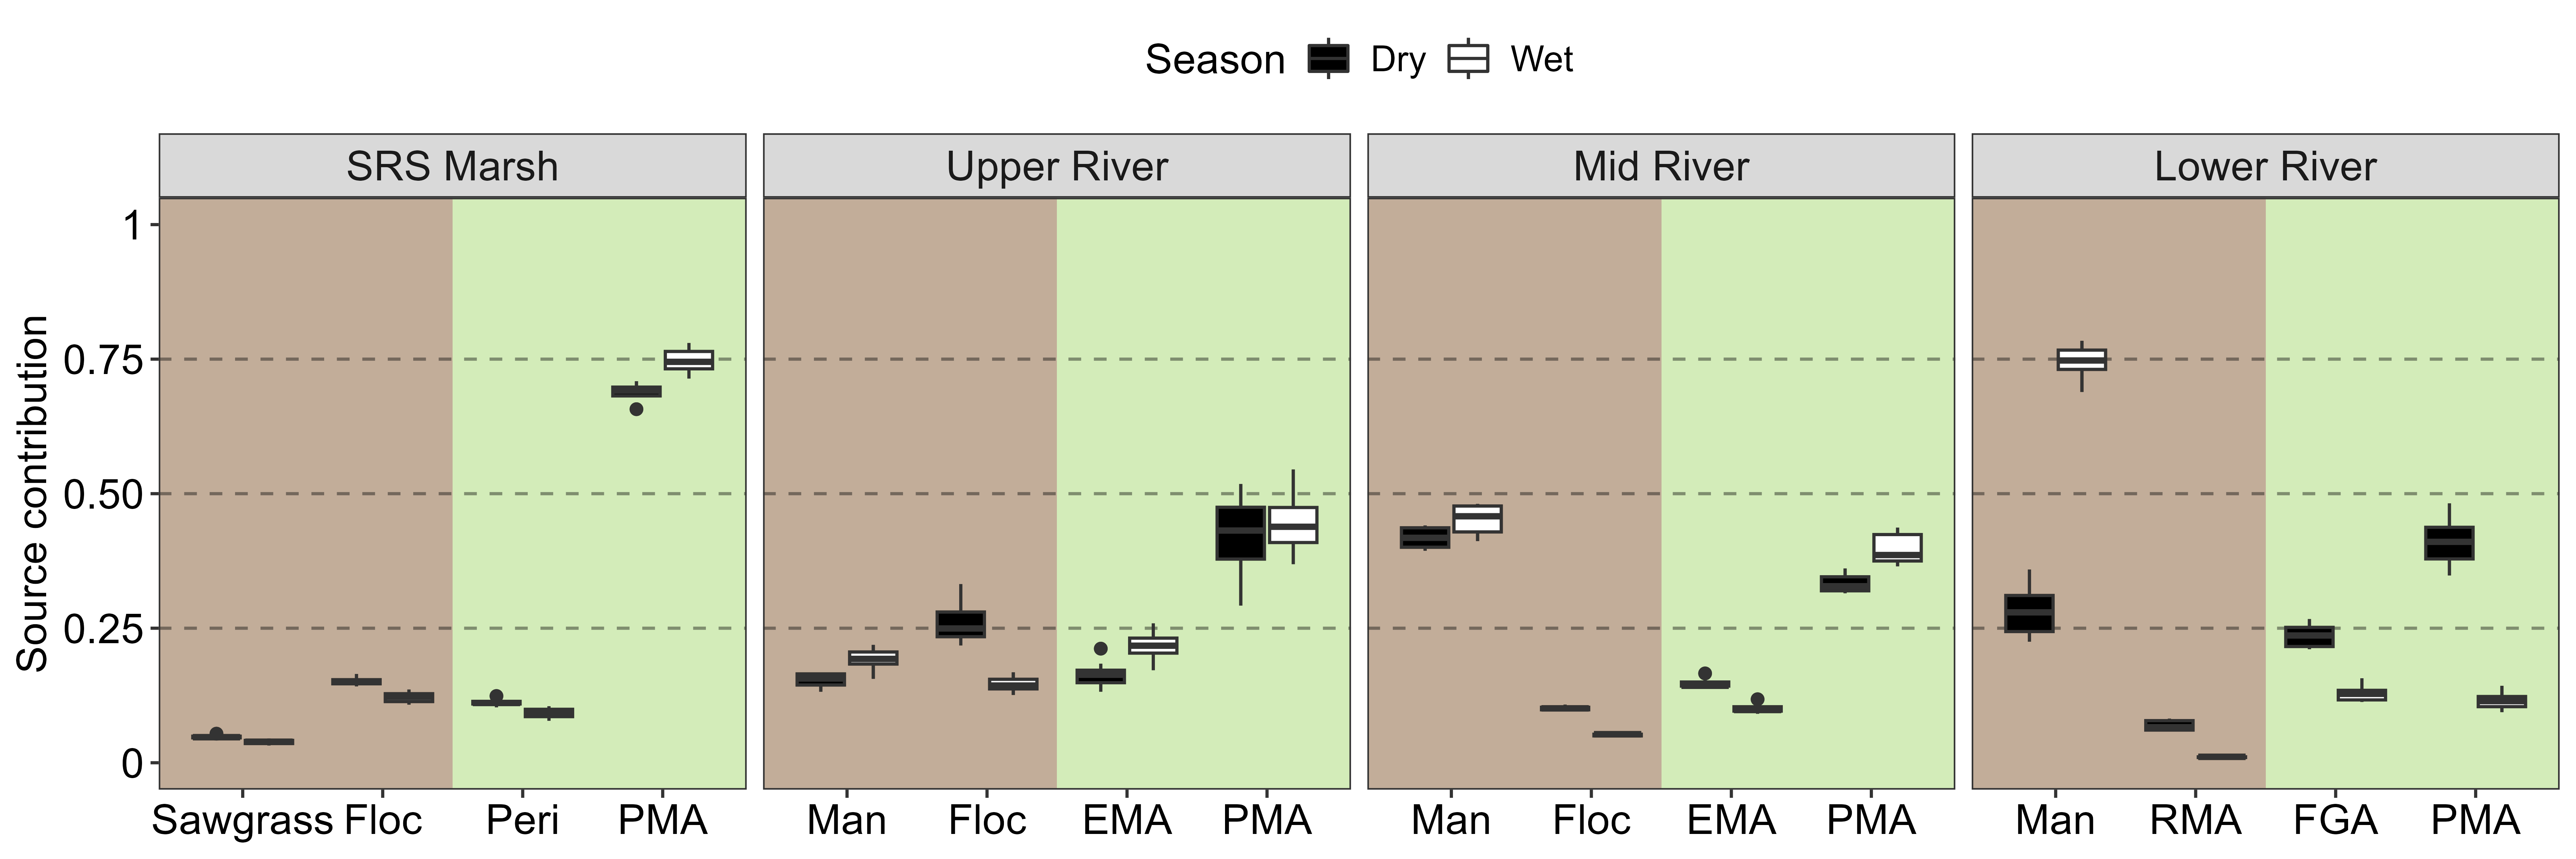 Season Dry Wet
SRS Marsh Upper River Mid River Lower River
Source contribution
1
0.75
0.50
0.25
0
Sawgrass Floc Peri PMA Man Floc EMA PMA Man Floc EMA PMA Man RMA FGA PMA